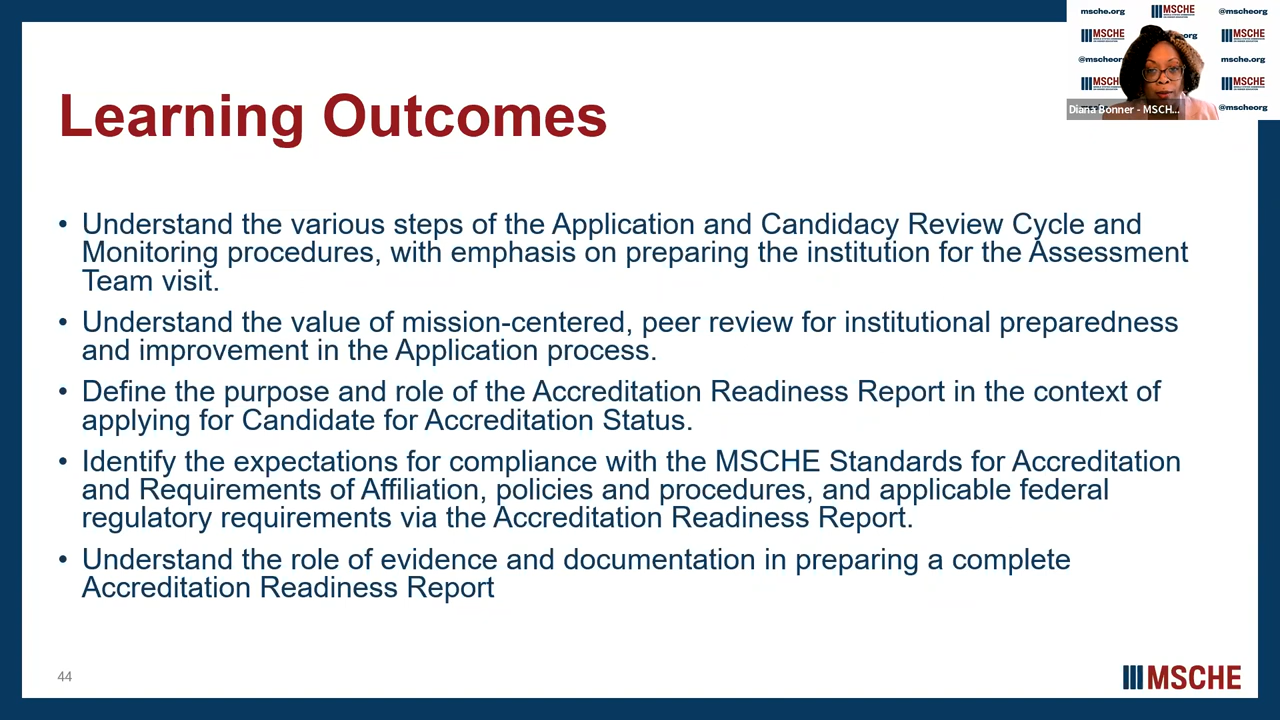 msche.org
MSCHE
@mscheorg
MSCHE
org
MSCHE
@mscheor
msche.org
MSCH
MSCHE
@mscheorg
Diana Bonner - MSCH...
Learning Outcomes
• Understand the various steps of the Application and Candidacy Review Cycle and
Monitoring procedures, with emphasis on preparing the institution for the Assessment
Team visit.
• Understand the value of mission-centered, peer review for institutional preparedness
and improvement in the Application process.
• Define the purpose and role of the Accreditation Readiness Report in the context of
applying for Candidate for Accreditation Status.
• Identify the expectations for compliance with the MSCHE Standards for Accreditation
and Requirements of Affiliation, policies and procedures, and applicable federal
regulatory requirements via the Accreditation Readiness Report.
• Understand the role of evidence and documentation in preparing a complete
Accreditation Readiness Report
44
MSCHE